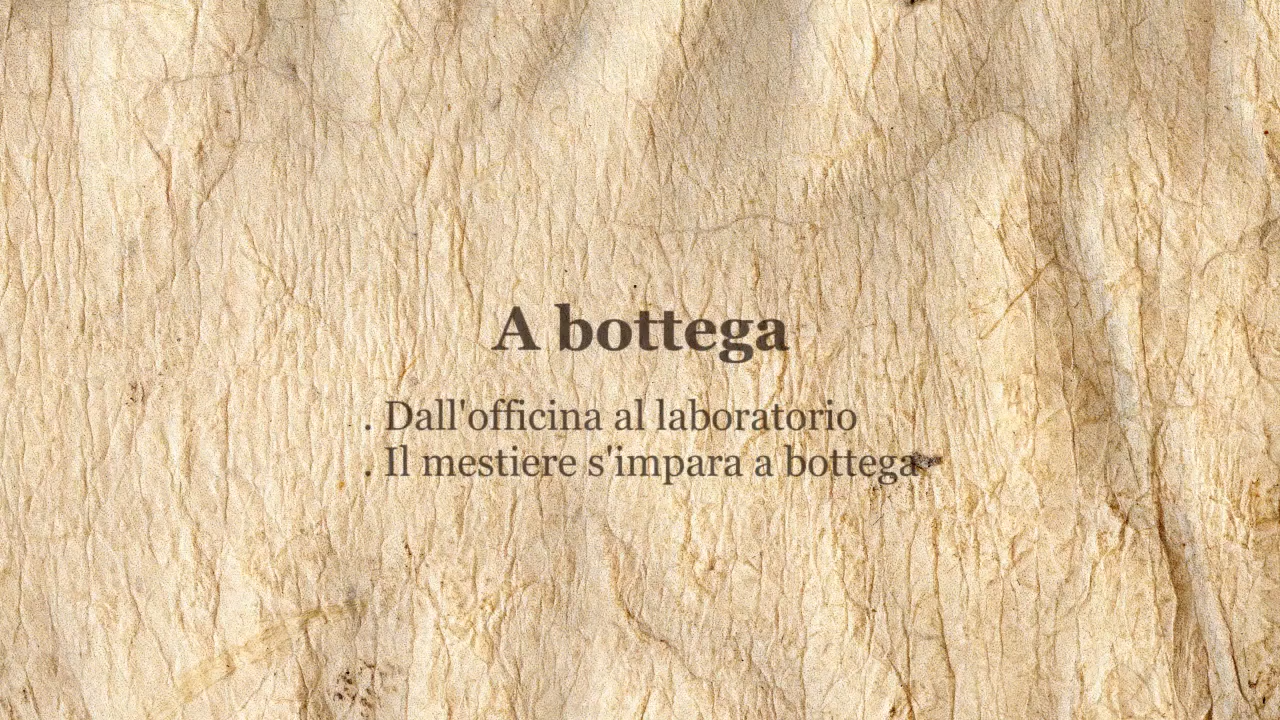 A bottega
. Dall'officina al laboratorio
. Il mestiere s'impara a bottega